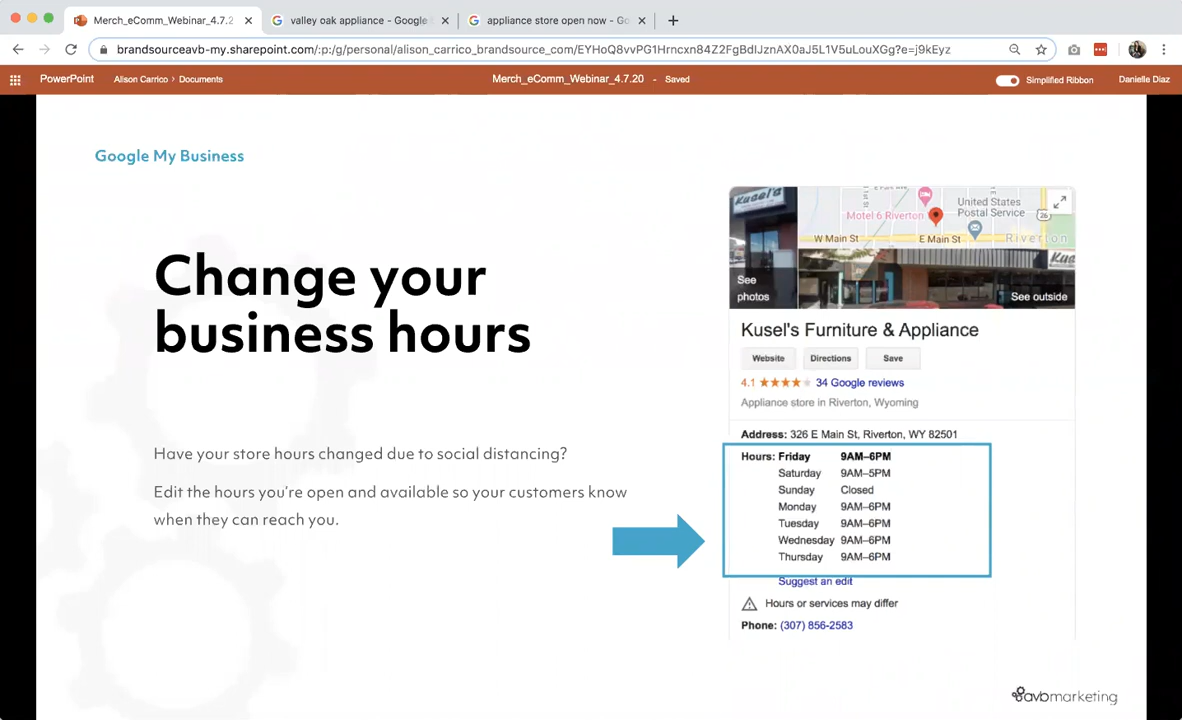 Merch_eComm_Webinar_4.7.2
valley oak appliance - Google
appliance store open now - Go
brandsourceavb-my.sharepoint.com/:p:/g/personal/alison_carrico_brandsource_com/EYHoQ8vvPG1Hrncxn84Z2FgBdIJznAX0aJ5L1V5uLouXGg?e=j9kEyz
PowerPoint
Alison Carrico > Documents
Merch_eComm_Webinar_4.7.20 - Saved
Simplified Ribbon
Danielle Diaz
Google My Business
Change your
business hours
Have your store hours changed due to social distancing?
Edit the hours you're open and available so your customers know
when they can reach you.
Kusel's
Motel 6 Riverton
United States
Postal Service
26
W Main St
E Main St
Riverton
See
photos
See outside
Kusel's Furniture & Appliance
Website
Directions
Save
4.1 ★★★★★ 34 Google reviews
Appliance store in Riverton, Wyoming
Address: 326 E Main St, Riverton, WY 82501
Hours: Friday 9AM–6PM
Saturday 9AM–5PM
Sunday Closed
Monday 9AM–6PM
Tuesday 9AM–6PM
Wednesday 9AM–6PM
Thursday 9AM–6PM
Suggest an edit
Hours or services may differ
Phone: (307) 856-2583
avbmarketing